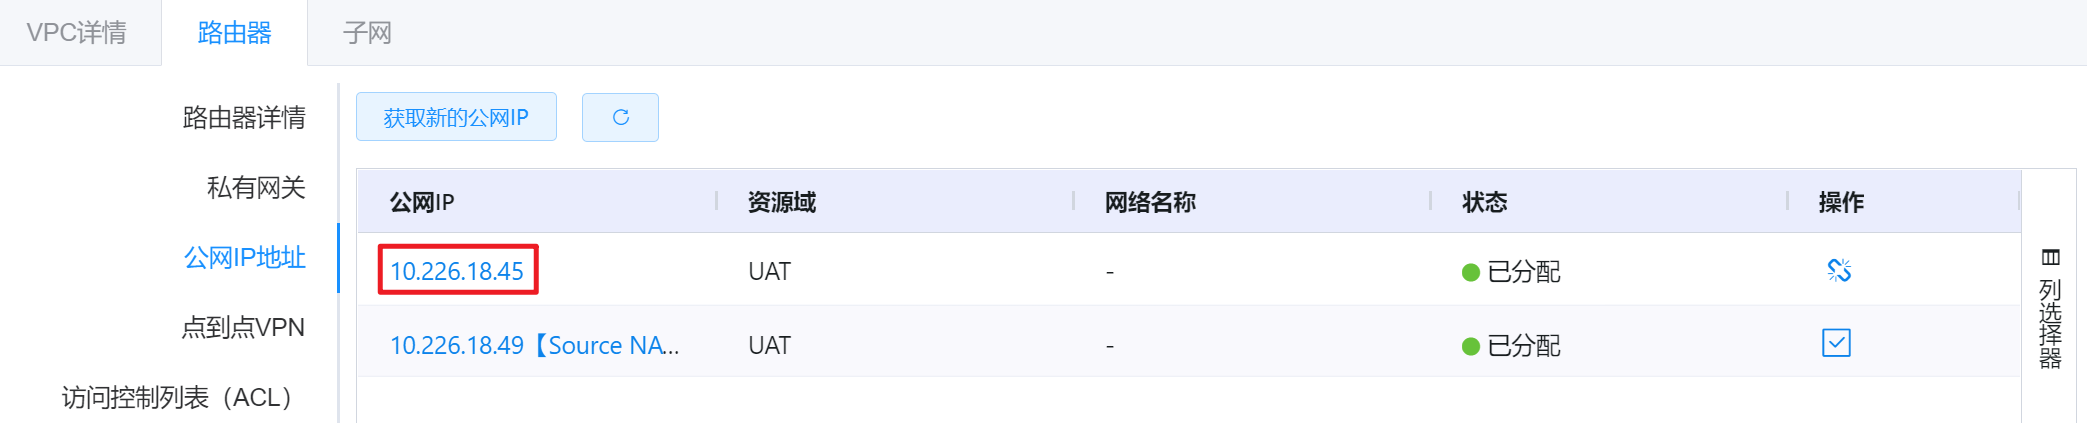 VPC详情 路由器 子网
路由器详情
私有网关
公网IP地址
点到点VPN
访问控制列表（ACL）
获取新的公网IP
公网IP 资源域 网络名称 状态 操作
10.226.18.45 UAT - 已分配
10.226.18.49【Source NA... UAT - 已分配
列选择器